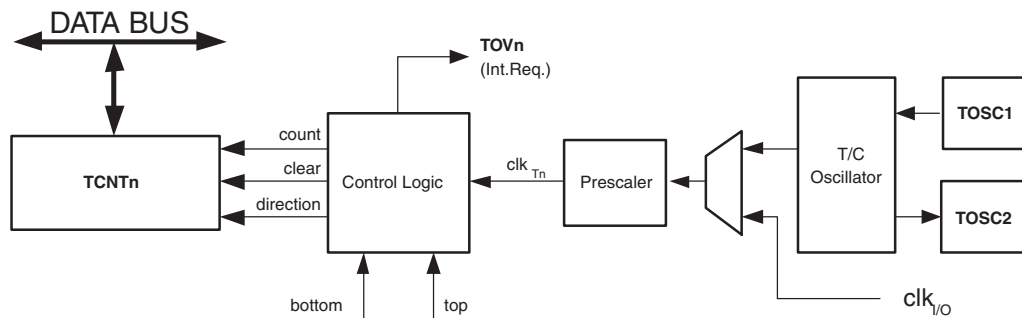 DATA BUS
TOVn
(Int.Req.)
TCNTn
count
clear
direction
Control Logic
clk Tn
Prescaler
T/C
Oscillator
TOSC1
TOSC2
bottom
top
clk I/O